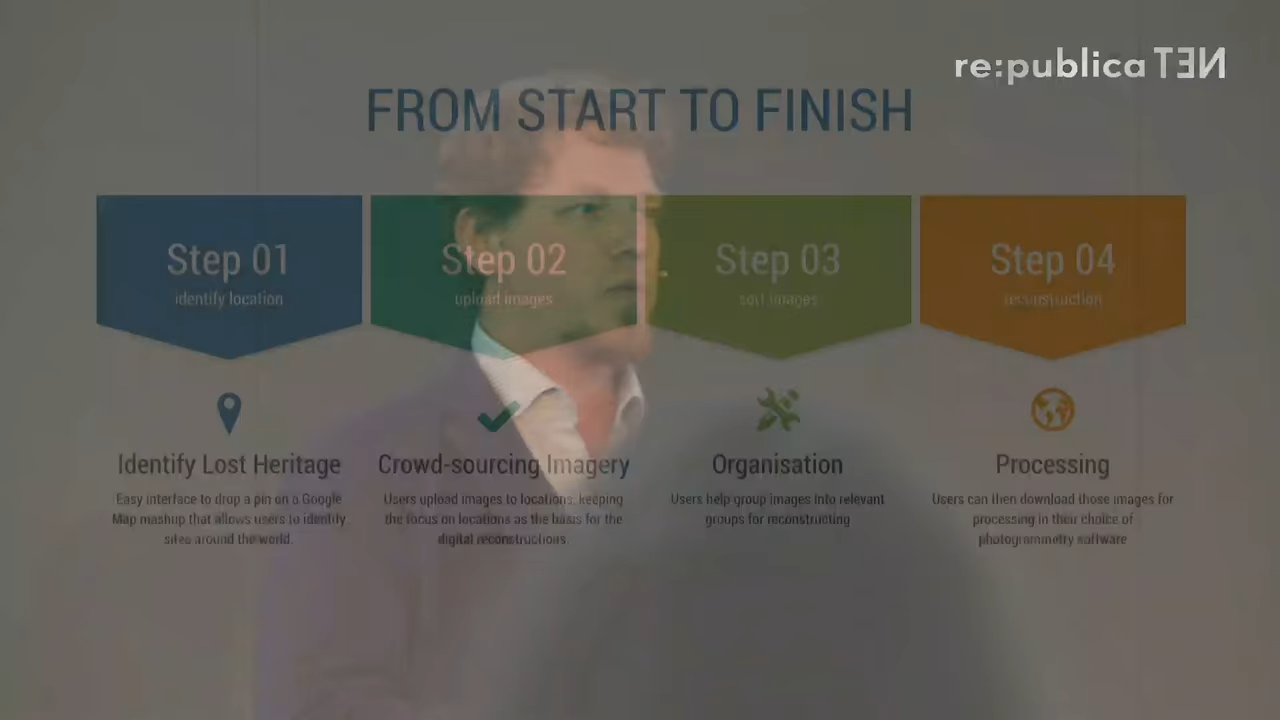 re:publica TEN
FROM START TO FINISH
Step 01
identify location
Step 02
upload images
Step 03
sort images
Step 04
reconstruction
Identify Lost Heritage
Easy interface to drop a pin on a Google
Map mashup that allows users to identify
sites around the world.
Crowd-sourcing Imagery
Users upload images to locations, keeping
the focus on locations as the basis for the
digital reconstructions.
Organisation
Users help group images into relevant
groups for reconstructing
Processing
Users can then download those images for
processing in their choice of
photogrammetry software